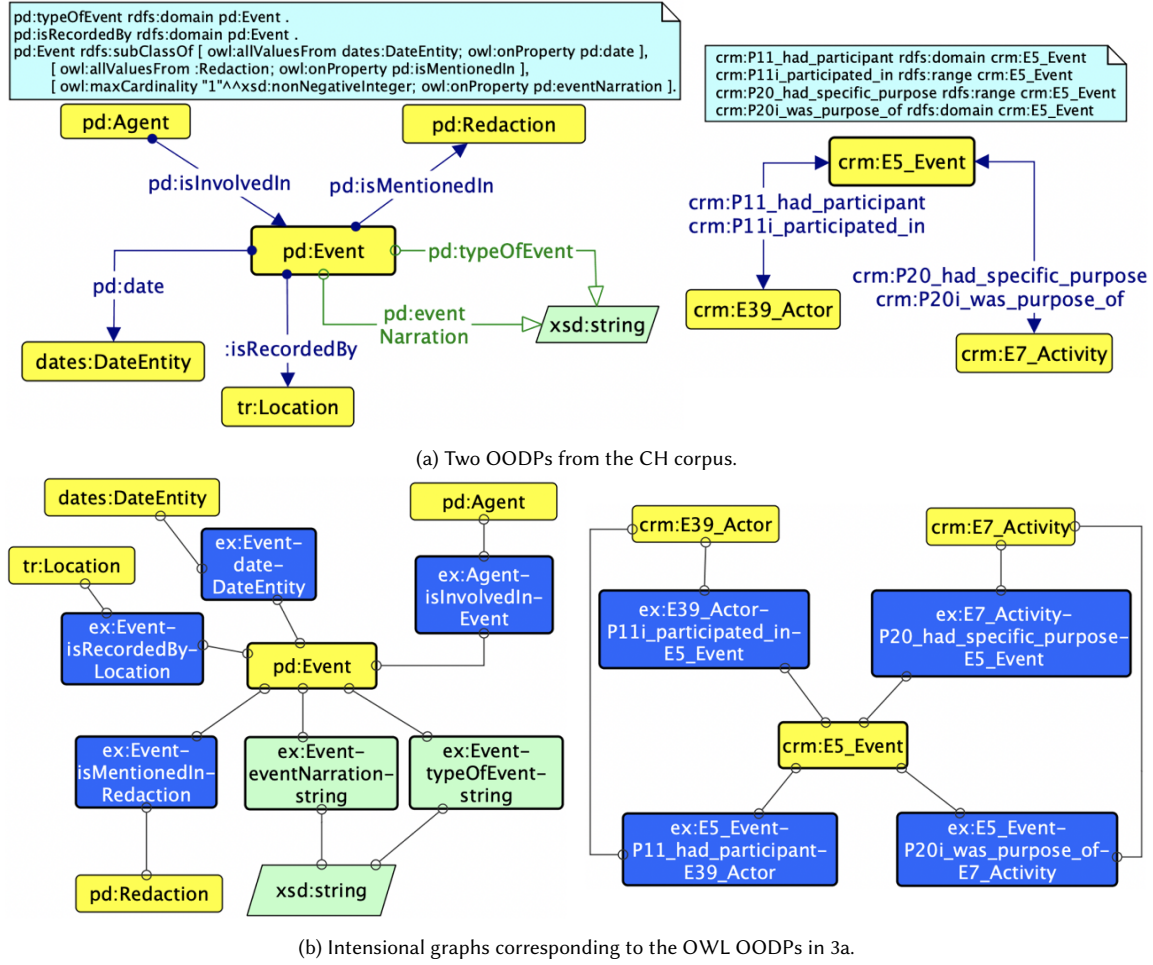 pd:typeOfEvent rdfs:domain pd:Event .
pd:isRecordedBy rdfs:domain pd:Event .
pd:Event rdfs:subClassOf [ owl:allValuesFrom dates:DateEntity; owl:onProperty pd:date ],
[ owl:allValuesFrom :Redaction; owl:onProperty pd:isMentionedIn ],
[ owl:maxCardinality "1"^^xsd:nonNegativeInteger; owl:onProperty pd:eventNarration ].
pd:Agent
pd:Redaction
pd:isInvolvedIn
pd:isMentionedIn
pd:Event
pd:typeOfEvent
pd:date
pd:event
Narration
xsd:string
:isRecordedBy
dates:DateEntity
tr:Location
crm:P11_had_participant rdfs:domain crm:E5_Event
crm:P11i_participated_in rdfs:range crm:E5_Event
crm:P20_had_specific_purpose rdfs:range crm:E5_Event
crm:P20i_was_purpose_of rdfs:domain crm:E5_Event
crm:E5_Event
crm:P11_had_participant
crm:P11i_participated_in
crm:P20_had_specific_purpose
crm:P20i_was_purpose_of
crm:E39_Actor
crm:E7_Activity
(a) Two OODPs from the CH corpus.
dates:DateEntity
pd:Agent
tr:Location
ex:Event-
date-
DateEntity
ex:Agent-
isInvolvedIn-
Event
ex:Event-
isRecordedBy-
Location
pd:Event
ex:Event-
isMentionedIn-
Redaction
ex:Event-
eventNarration-
string
ex:Event-
typeOfEvent-
string
pd:Redaction
xsd:string
crm:E39_Actor
crm:E7_Activity
ex:E39_Actor-
P11i_participated_in-
E5_Event
ex:E7_Activity-
P20_had_specific_purpose-
E5_Event
crm:E5_Event
ex:E5_Event-
P11_had_participant-
E39_Actor
ex:E5_Event-
P20i_was_purpose_of-
E7_Activity
(b) Intensional graphs corresponding to the OWL OODPs in 3a.